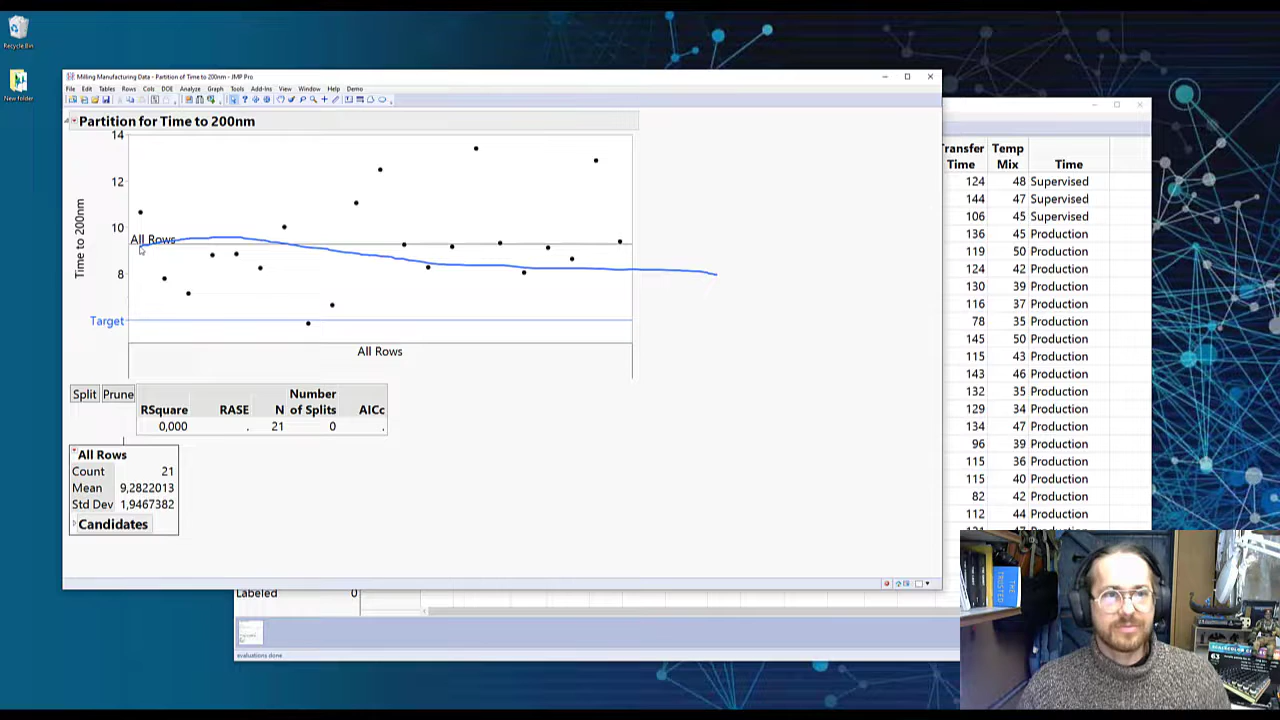 Recycle Bin
New folder
Milling Manufacturing Data - Partition of Time to 200nm - JMP Pro
File Edit Tables Rows Cols DOE Analyze Graph Tools Add-Ins View Window Help Demo
Partition for Time to 200nm
14
12
10
8
Time to 200nm
All Rows
Target
All Rows
Split Prune
RSquare RASE N Number of Splits AICc
0,000 . 21 0 .
All Rows
Count 21
Mean 9,2822013
Std Dev 1,9467382
Candidates
Transfer Time Temp Mix Time
124 48 Supervised
144 47 Supervised
106 45 Supervised
136 45 Production
119 50 Production
124 42 Production
130 39 Production
116 37 Production
78 35 Production
145 50 Production
115 43 Production
143 46 Production
132 35 Production
129 34 Production
134 47 Production
96 39 Production
115 36 Production
115 40 Production
82 42 Production
112 44 Production
Labeled 0
evaluations done
THE TRUSTED